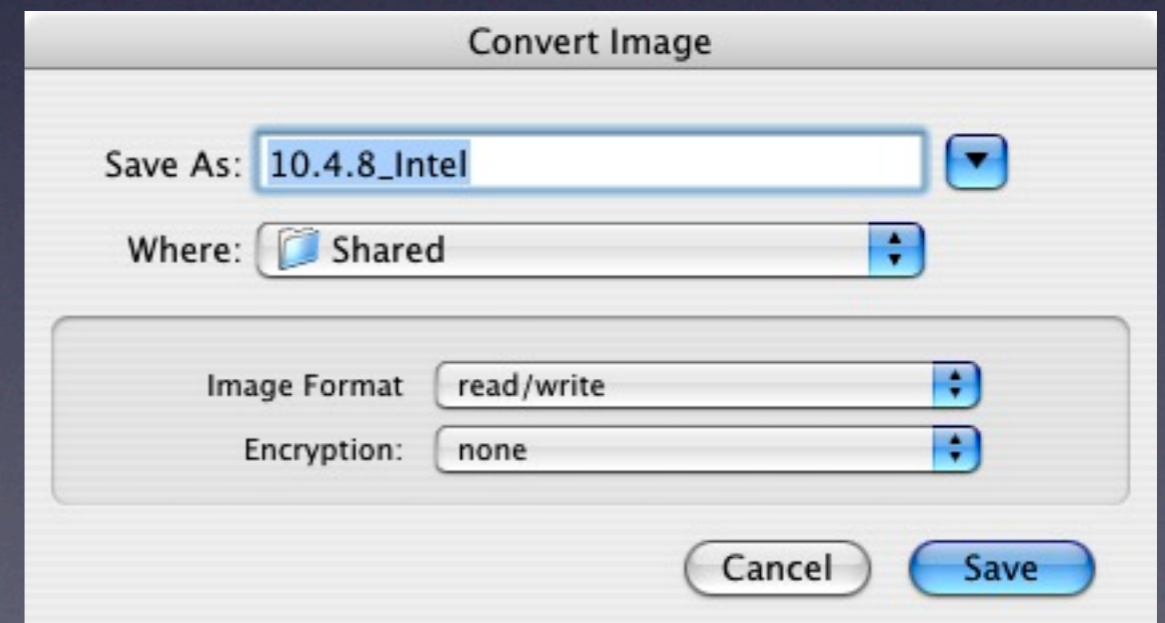 Convert Image
Save As: 10.4.8_Intel
Where: Shared
Image Format read/write
Encryption: none
Cancel Save